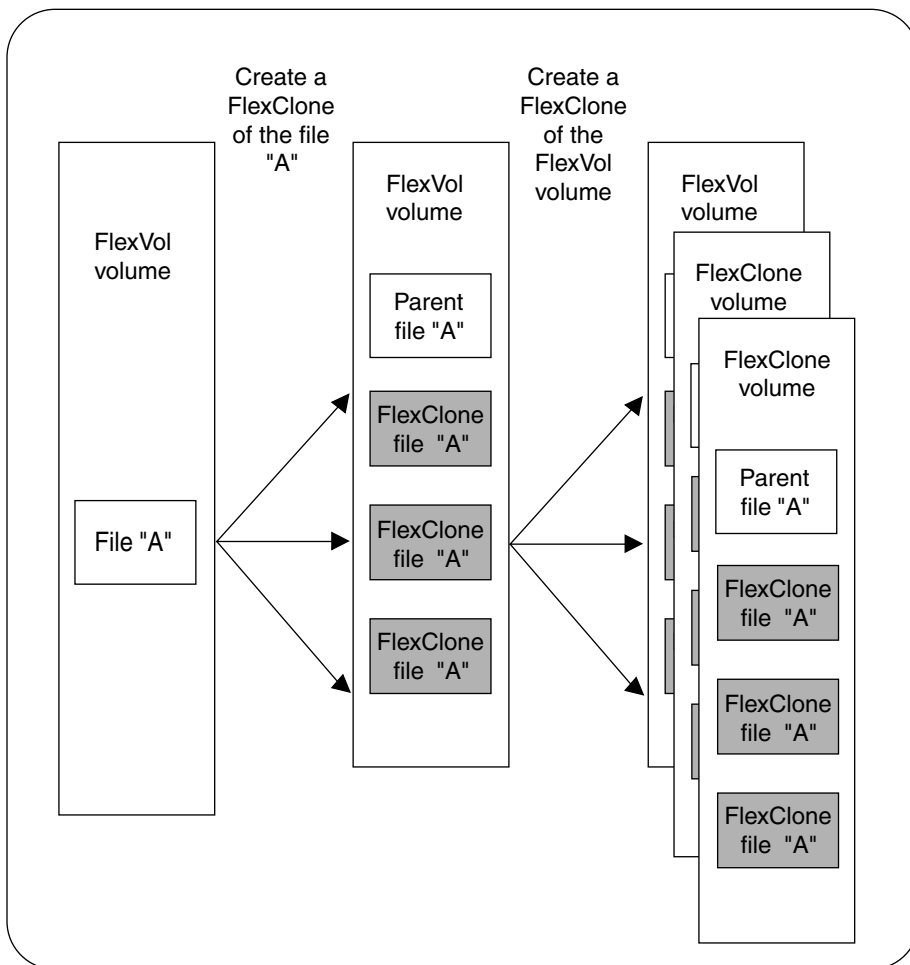 Create a
FlexClone
of the file
"A"
Create a
FlexClone
of the
FlexVol
volume
FlexVol
volume
File "A"
FlexVol
volume
Parent
file "A"
FlexClone
file "A"
FlexClone
file "A"
FlexClone
file "A"
FlexVol
volume
FlexClone
volume
FlexClone
volume
Parent
file "A"
FlexClone
file "A"
FlexClone
file "A"
FlexClone
file "A"